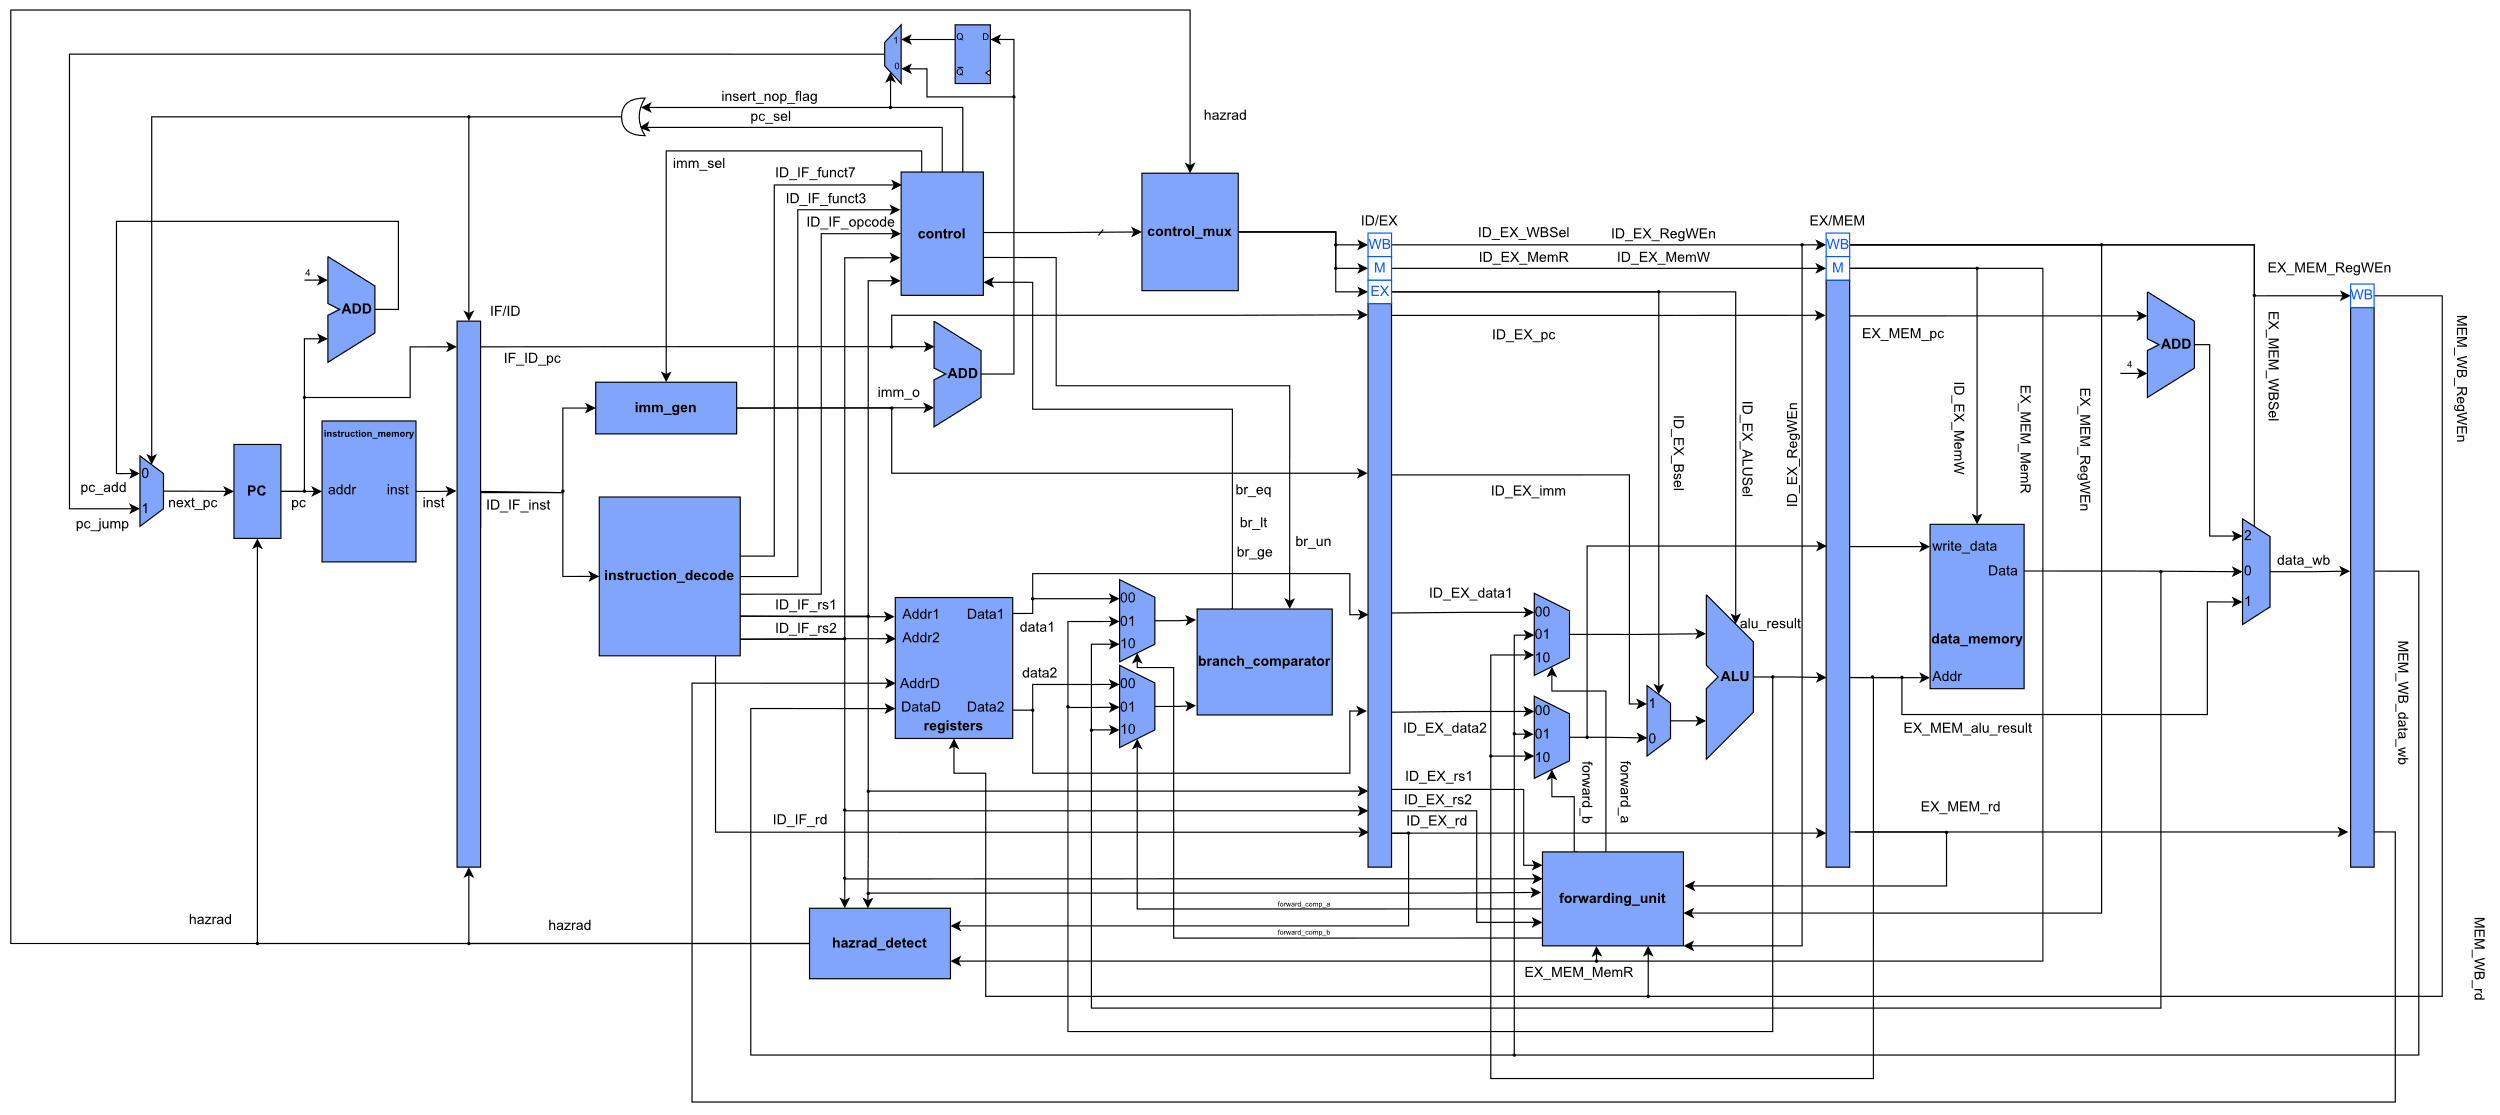 1
0
Q
D
Q
insert_nop_flag
pc_sel
hazrad
imm_sel
ID_IF_funct7
ID_IF_funct3
ID_IF_opcode
control
control_mux
ID/EX
EX/MEM
WB
M
EX
ID_EX_WBSel
ID_EX_RegWEn
ID_EX_MemR
ID_EX_MemW
WB
M
EX_MEM_RegWEn
WB
4
ADD
IF/ID
IF_ID_pc
ADD
imm_o
imm_gen
ID_EX_pc
EX_MEM_pc
ADD
4
EX_MEM_WBSel
MEM_WB_RegWEn
instruction_memory
addr
inst
0
1
pc_add
pc_jump
next_pc
PC
pc
inst
ID_IF_inst
br_eq
br_lt
br_ge
br_un
ID_EX_imm
ID_EX_Bsel
ID_EX_ALUSel
ID_EX_RegWEn
ID_EX_MemW
EX_MEM_MemR
EX_MEM_RegWEn
instruction_decode
ID_IF_rs1
ID_IF_rs2
Addr1
Data1
Addr2
AddrD
DataD
Data2
registers
data1
data2
00
01
10
00
01
10
branch_comparator
ID_EX_data1
00
01
10
ID_EX_data2
00
01
10
1
0
alu_result
ALU
write_data
Data
data_memory
Addr
EX_MEM_alu_result
2
0
1
data_wb
MEM_WB_data_wb
ID_EX_rs1
ID_EX_rs2
ID_EX_rd
ID_IF_rd
forward_b
forward_a
EX_MEM_rd
forwarding_unit
forward_comp_a
forward_comp_b
hazrad
hazrad
hazrad_detect
EX_MEM_MemR
MEM_WB_rd